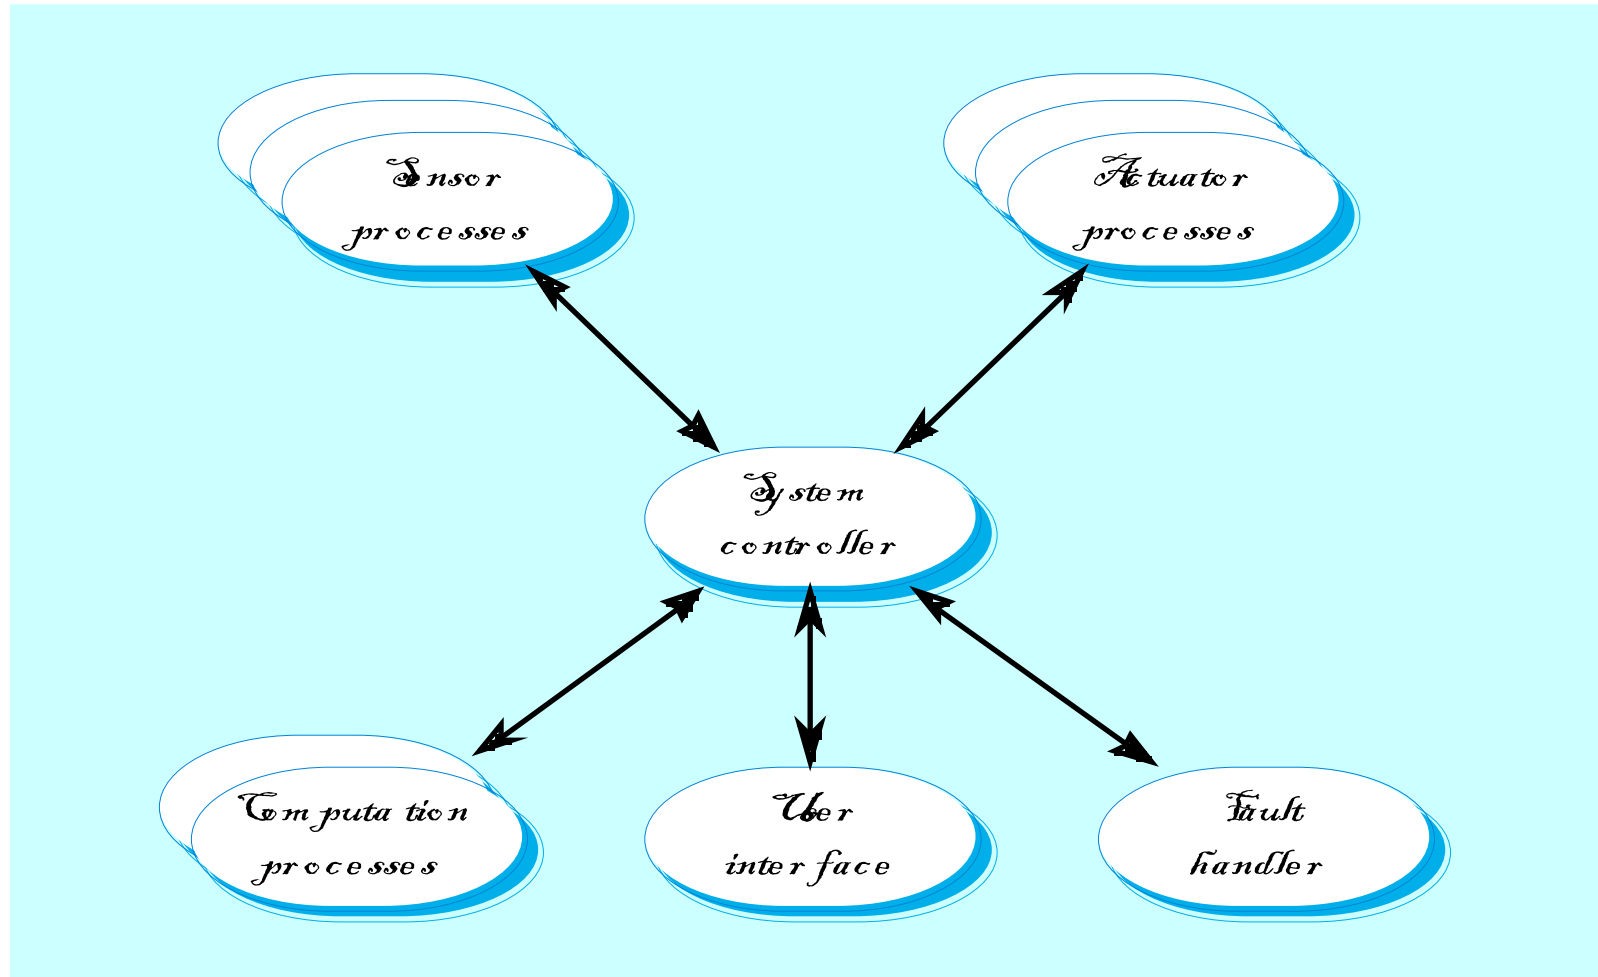 Sensor
processes
Actuator
processes
System
controller
Computation
processes
User
interface
Fault
handler